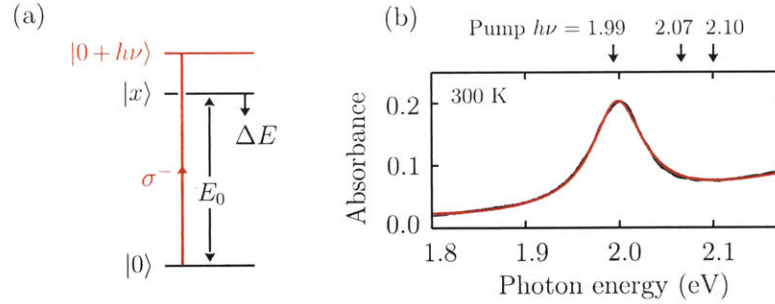 (a)
|0 + hν⟩
|x⟩
ΔE
σ⁻
E₀
|0⟩
(b)
Pump hν = 1.99 2.07 2.10
300 K
0.2
0.1
0.0
Absorbance
1.8 1.9 2.0 2.1
Photon energy (eV)